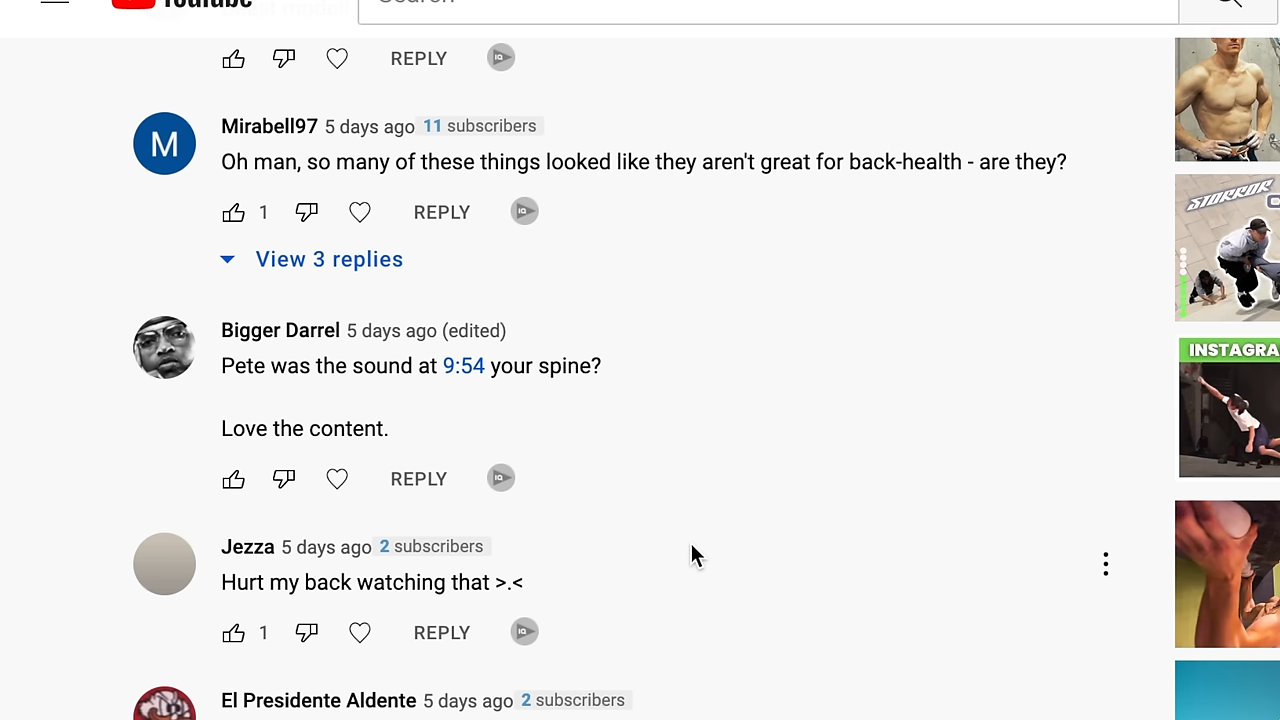 REPLY
Mirabell97 5 days ago 11 subscribers
M
Oh man, so many of these things looked like they aren't great for back-health - are they?
1 REPLY
View 3 replies
STORROR
Bigger Darrel 5 days ago (edited)
Pete was the sound at 9:54 your spine?
INSTAGRA
Love the content.
REPLY
Jezza 5 days ago 2 subscribers
Hurt my back watching that >.<
1 REPLY
El Presidente Aldente 5 days ago 2 subscribers